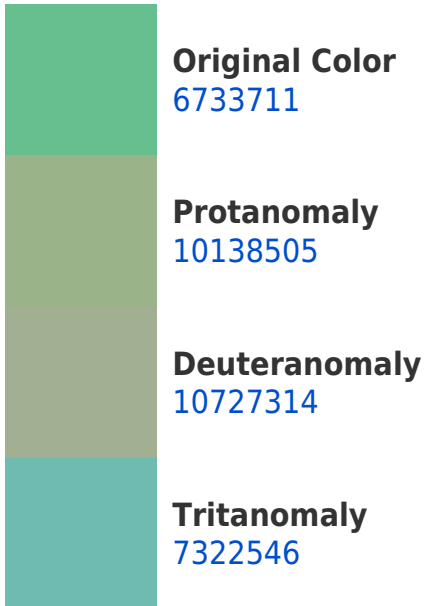 Original Color
6733711
Protanomaly
10138505
Deuteranomaly
10727314
Tritanomaly
7322546